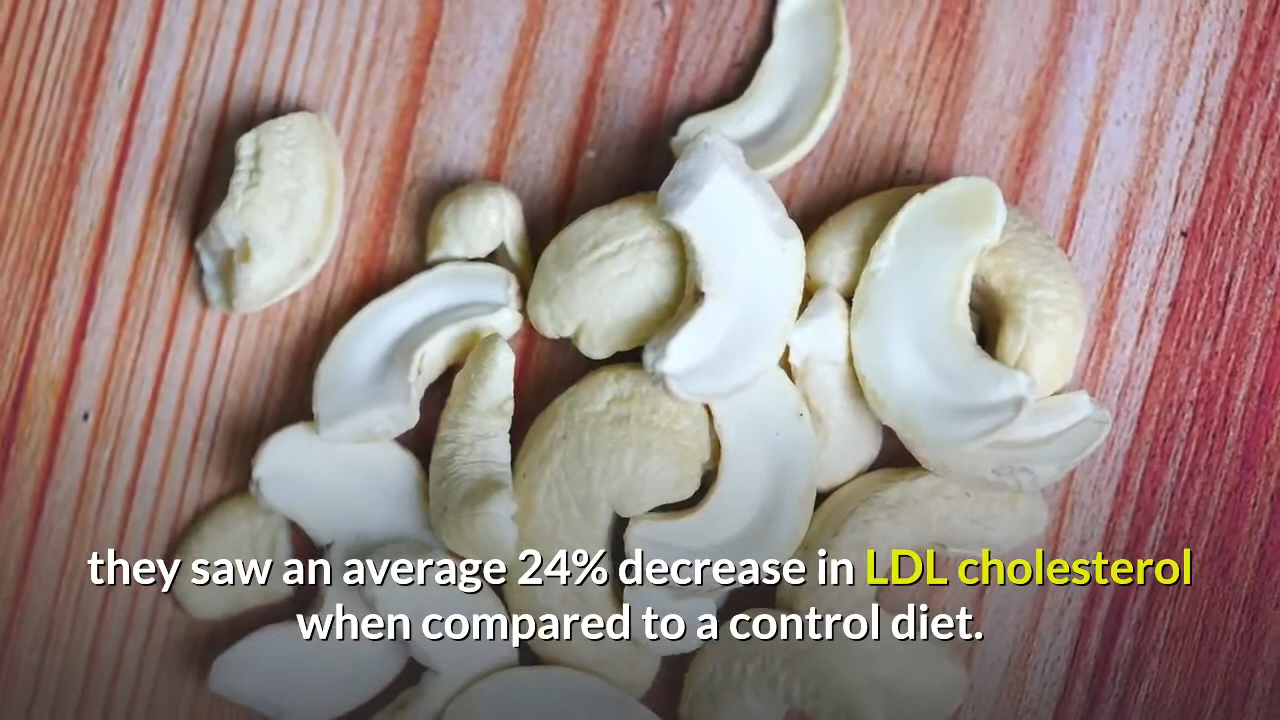 they saw an average 24% decrease in LDL cholesterol
when compared to a control diet.